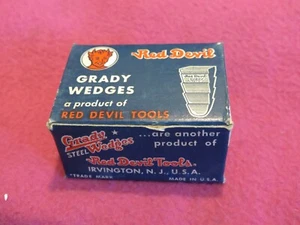 Red Devil
GRADY
WEDGES
a product of
RED DEVIL TOOLS
Grady
STEEL Wedges
...are another
product of
Red Devil Tools.
IRVINGTON, N. J., U. S. A.
*TRADE MARK
MADE IN U.S.A.